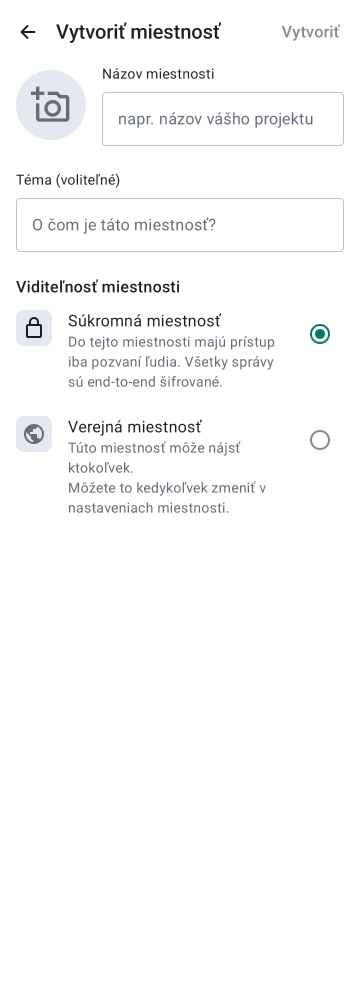 Vytvoriť miestnosť
Vytvoriť
Názov miestnosti
napr. názov vášho projektu
Téma (voliteľné)
O čom je táto miestnosť?
Viditeľnosť miestnosti
Súkromná miestnosť
Do tejto miestnosti majú prístup
iba pozvaní ľudia. Všetky správy
sú end-to-end šifrované.
Verejná miestnosť
Túto miestnosť môže nájsť
ktokoľvek.
Môžete to kedykoľvek zmeniť v
nastaveniach miestnosti.